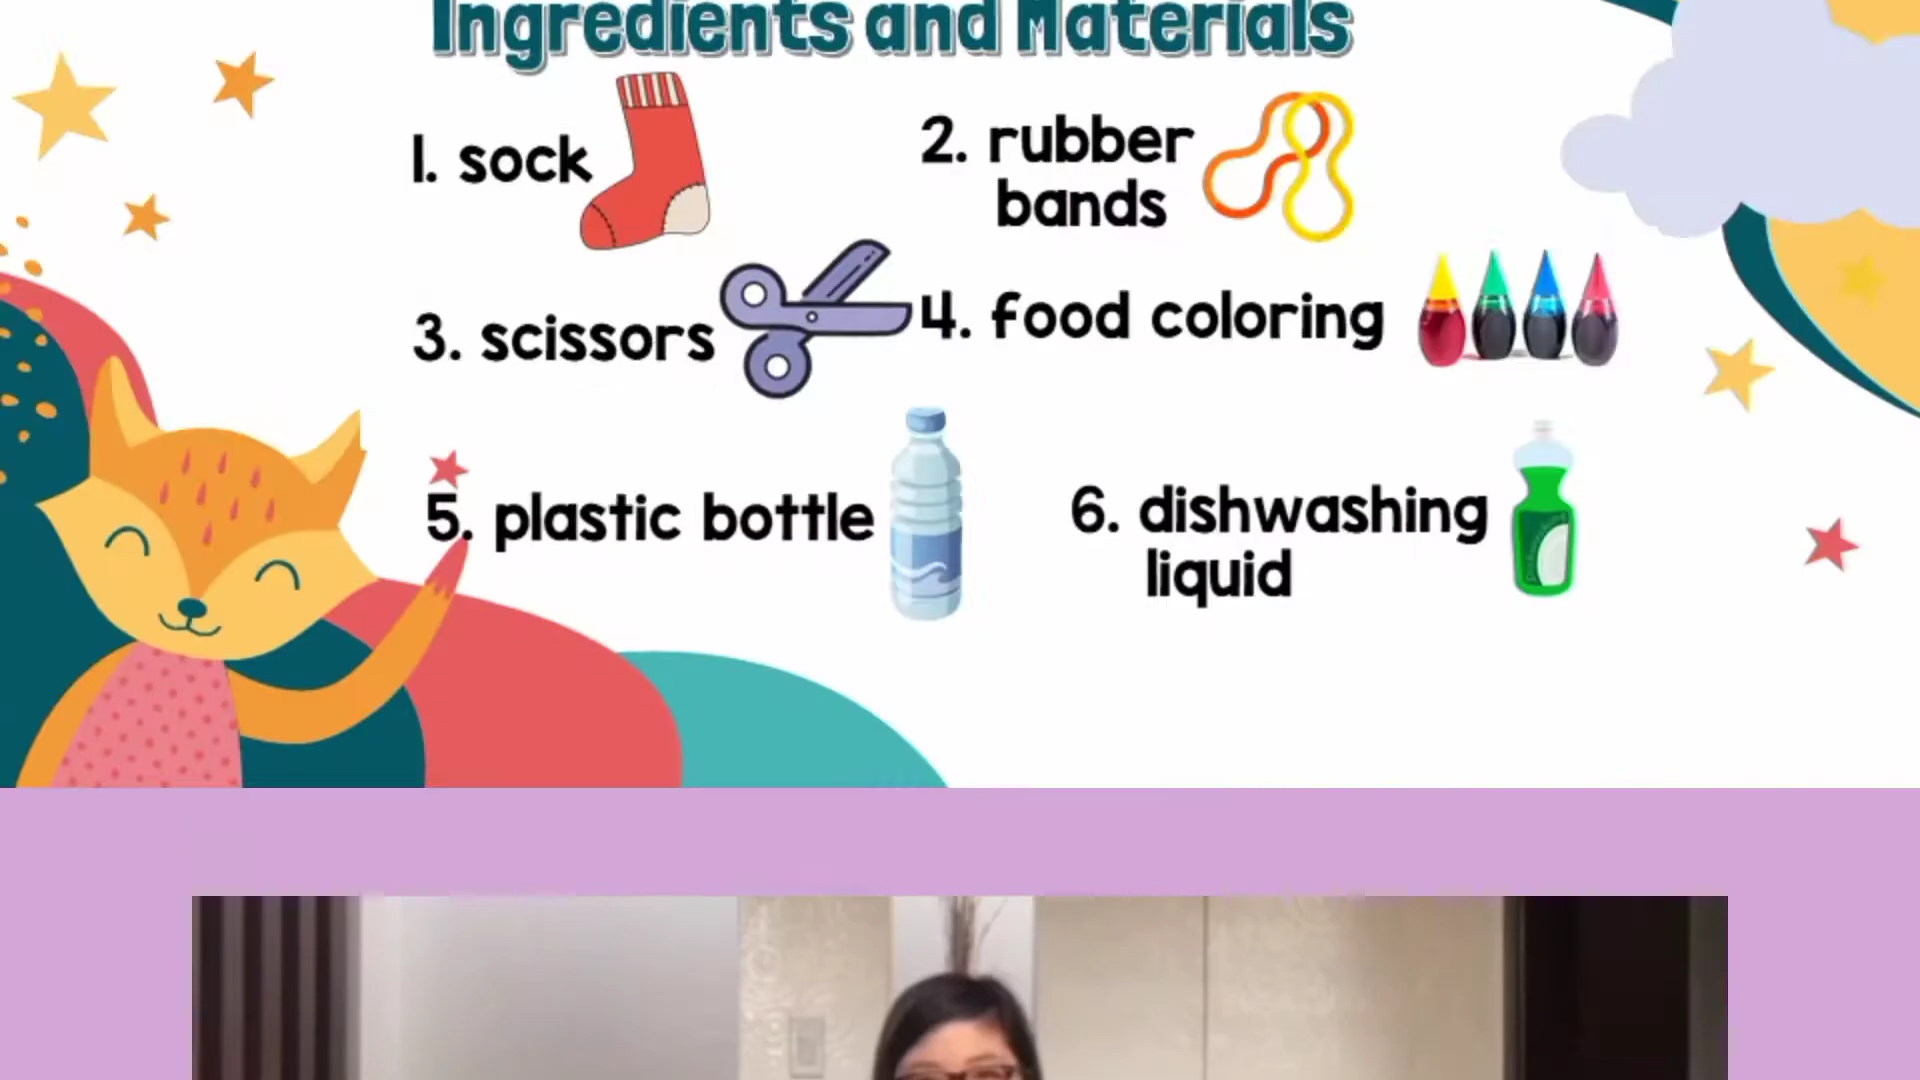 Ingredients and Materials
1. sock
2. rubber
bands
3. scissors
4. food coloring
5. plastic bottle
6. dishwashing
liquid